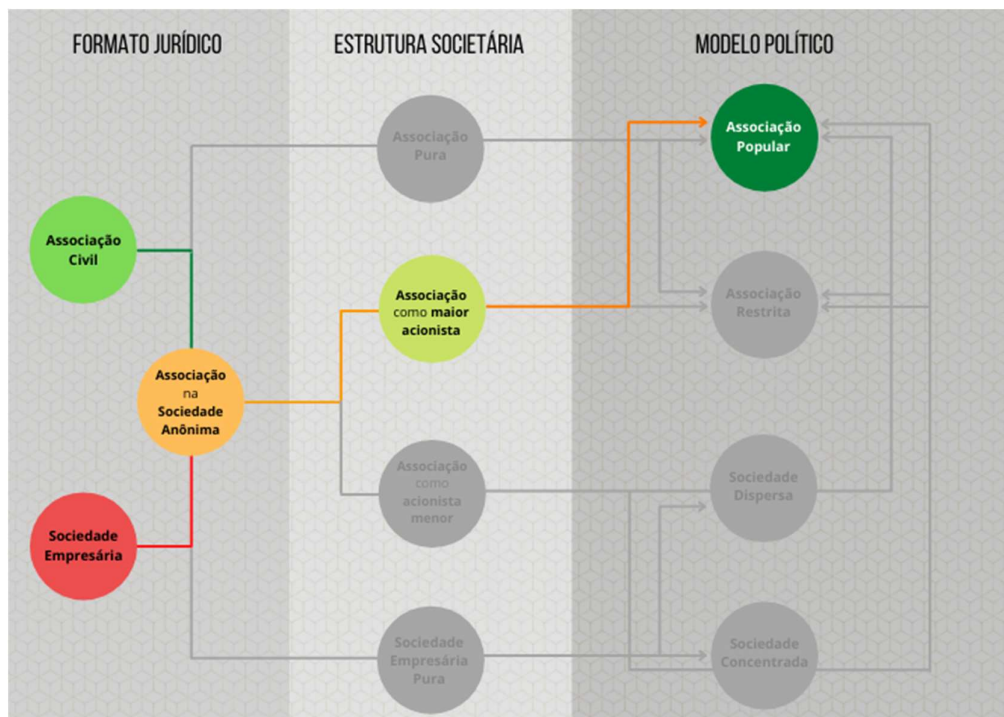 FORMATO JURÍDICO
ESTRUTURA SOCIETÁRIA
MODELO POLÍTICO
Associação
Civil
Associação
na
Sociedade
Anônima
Sociedade
Empresária
Associação
Pura
Associação
como maior
acionista
Associação
como
acionista
menor
Sociedade
Empresária
Pura
Associação
Popular
Associação
Restrita
Sociedade
Dispersa
Sociedade
Concentrada